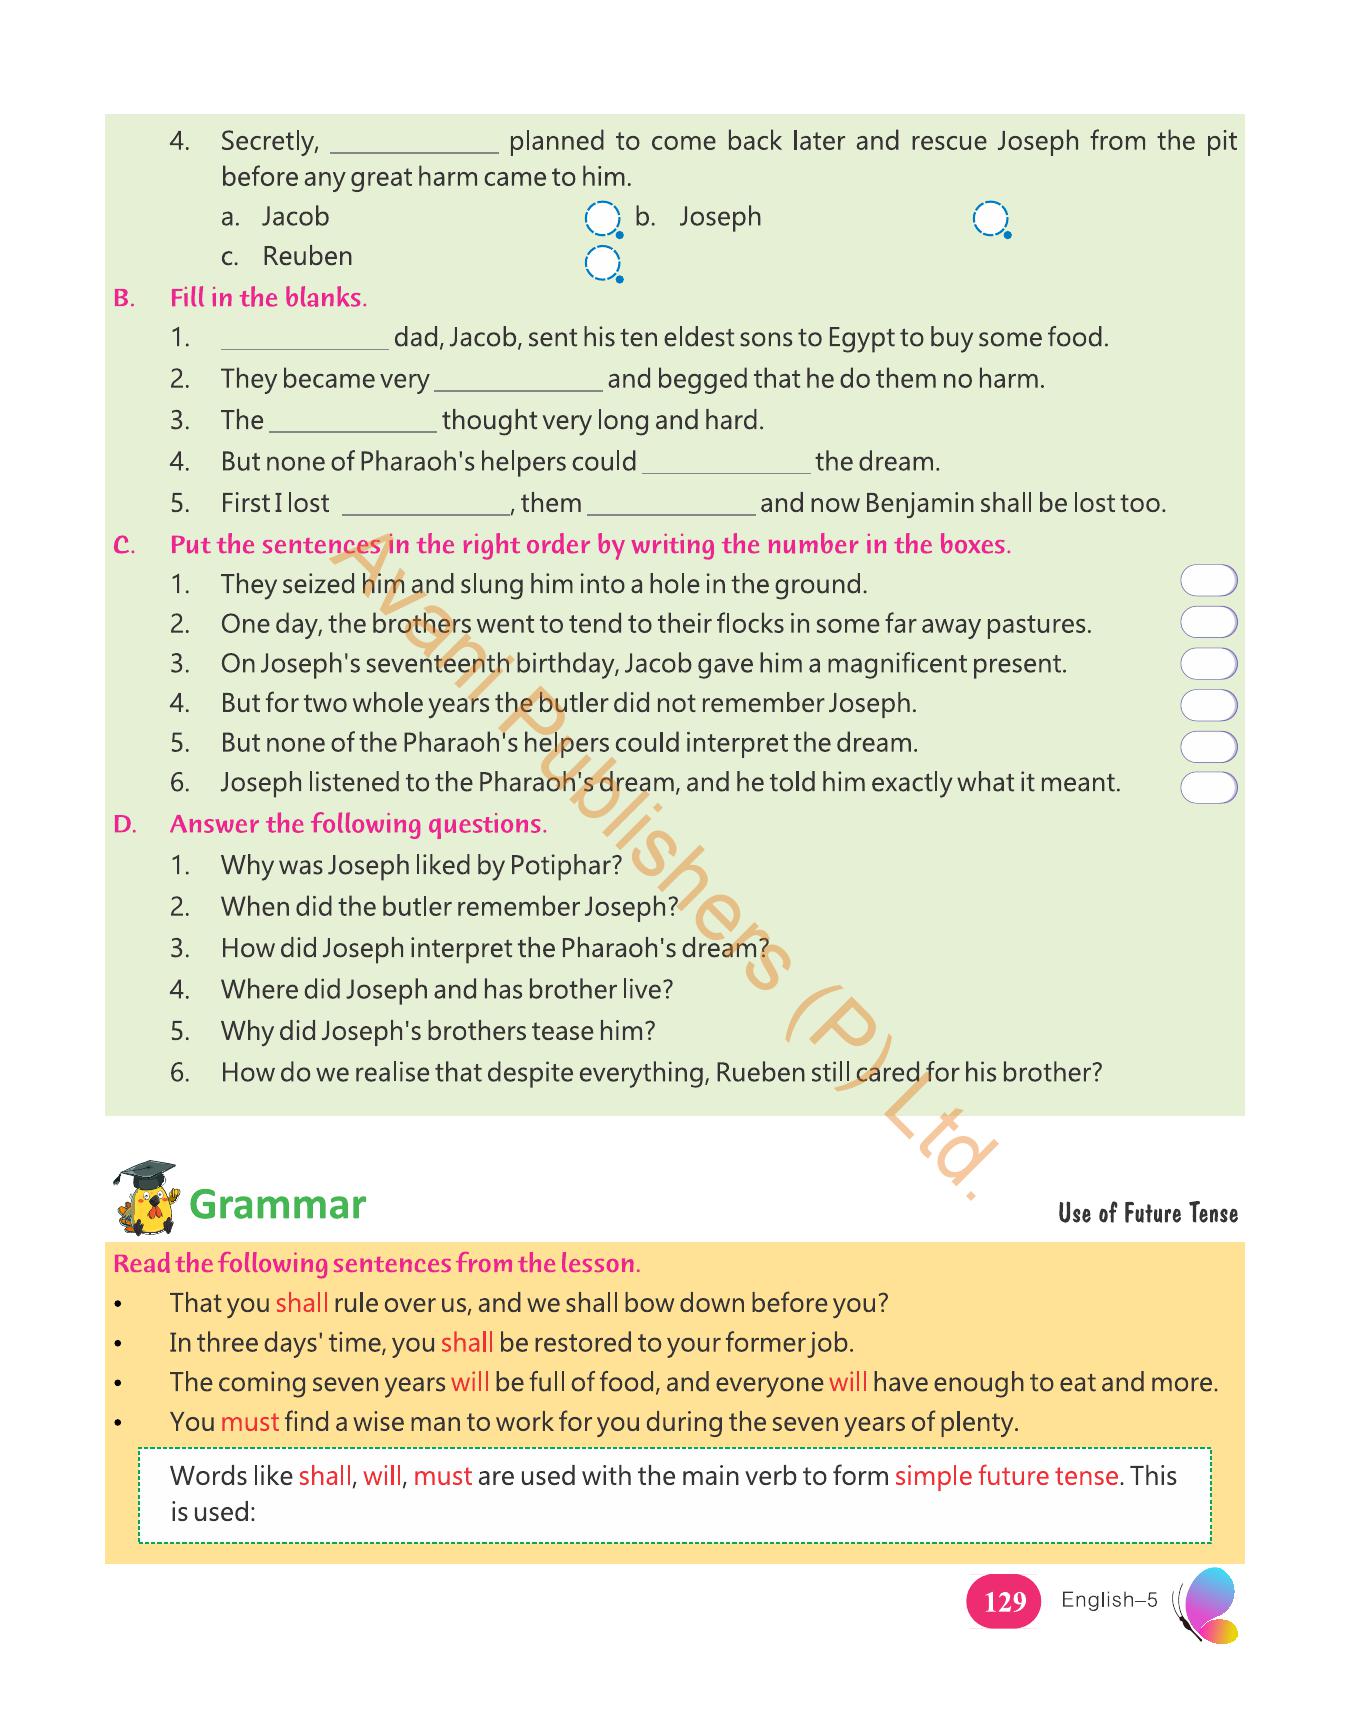 4. Secretly, ____________ planned to come back later and rescue Joseph from the pit
before any great harm came to him.
a. Jacob b. Joseph
c. Reuben
B. Fill in the blanks.
1. ____________ dad, Jacob, sent his ten eldest sons to Egypt to buy some food.
2. They became very ____________ and begged that he do them no harm.
3. The ____________ thought very long and hard.
4. But none of Pharaoh's helpers could ____________ the dream.
5. First I lost ____________, them ____________ and now Benjamin shall be lost too.
C. Put the sentences in the right order by writing the number in the boxes.
1. They seized him and slung him into a hole in the ground.
2. One day, the brothers went to tend to their flocks in some far away pastures.
3. On Joseph's seventeenth birthday, Jacob gave him a magnificent present.
4. But for two whole years the butler did not remember Joseph.
5. But none of the Pharaoh's helpers could interpret the dream.
6. Joseph listened to the Pharaoh's dream, and he told him exactly what it meant.
D. Answer the following questions.
1. Why was Joseph liked by Potiphar?
2. When did the butler remember Joseph?
3. How did Joseph interpret the Pharaoh's dream?
4. Where did Joseph and has brother live?
5. Why did Joseph's brothers tease him?
6. How do we realise that despite everything, Rueben still cared for his brother?
Avani Publishers (P) Ltd.
Grammar Use of Future Tense
Read the following sentences from the lesson.
• That you shall rule over us, and we shall bow down before you?
• In three days' time, you shall be restored to your former job.
• The coming seven years will be full of food, and everyone will have enough to eat and more.
• You must find a wise man to work for you during the seven years of plenty.
Words like shall, will, must are used with the main verb to form simple future tense. This
is used:
129 English–5